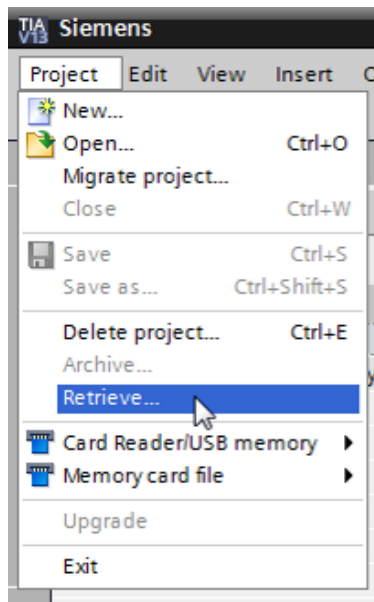 TIA V13 Siemens
Project Edit View Insert
New...
Open... Ctrl+O
Migrate project...
Close Ctrl+W
Save Ctrl+S
Save as... Ctrl+Shift+S
Delete project... Ctrl+E
Archive...
Retrieve...
Card Reader/USB memory
Memory card file
Upgrade
Exit